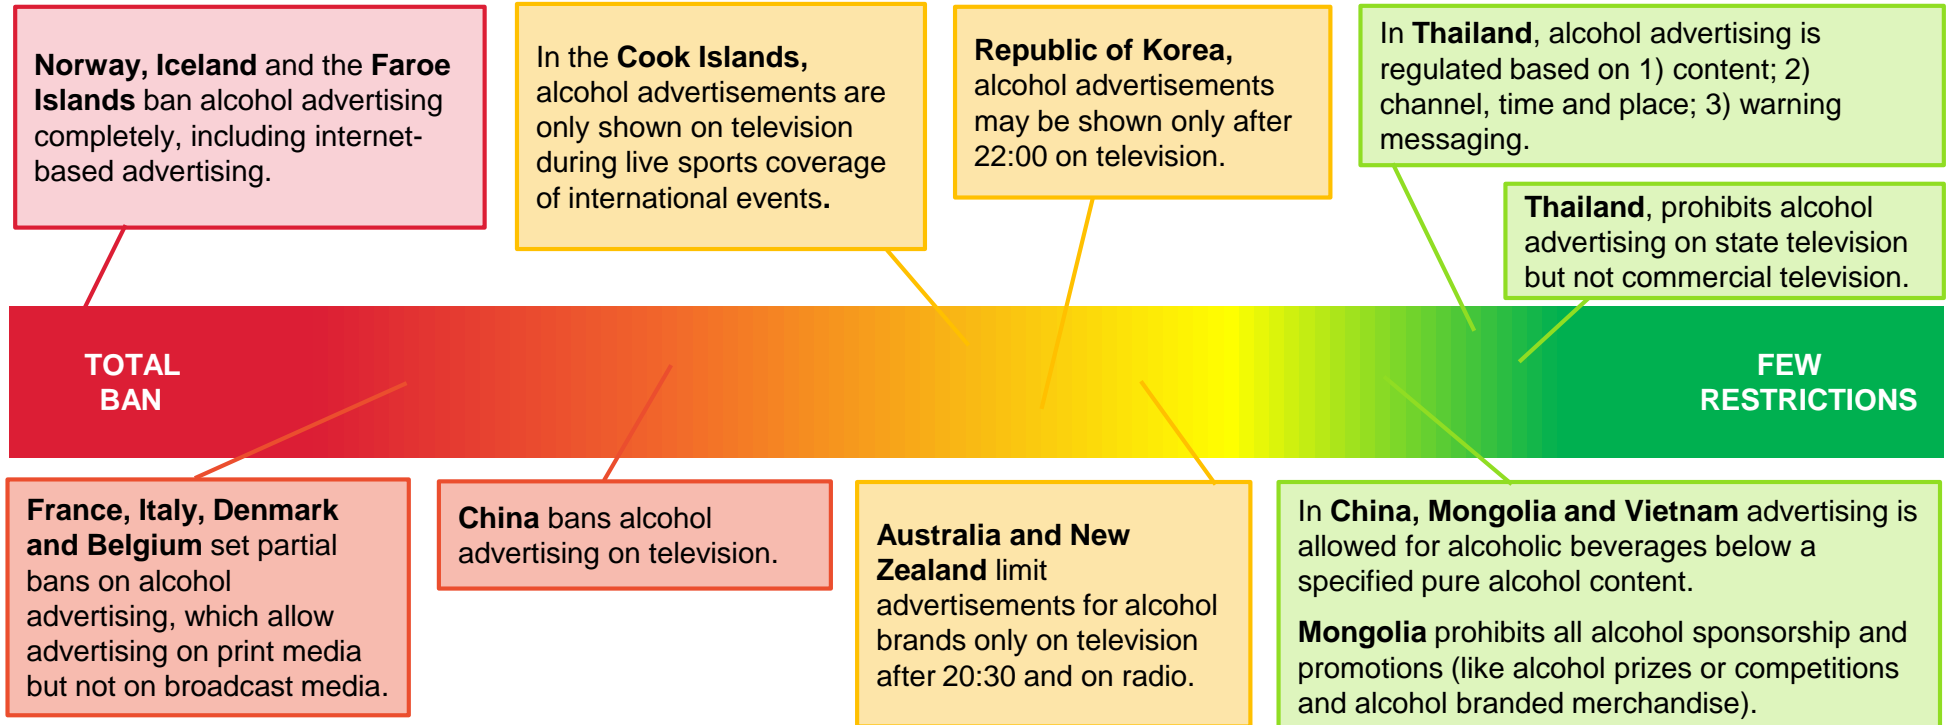 Norway, Iceland and the Faroe
Islands ban alcohol advertising
completely, including internet-
based advertising.
In the Cook Islands,
alcohol advertisements are
only shown on television
during live sports coverage
of international events.
Republic of Korea,
alcohol advertisements
may be shown only after
22:00 on television.
In Thailand, alcohol advertising is
regulated based on 1) content; 2)
channel, time and place; 3) warning
messaging.
Thailand, prohibits alcohol
advertising on state television
but not commercial television.
TOTAL
BAN
FEW
RESTRICTIONS
France, Italy, Denmark
and Belgium set partial
bans on alcohol
advertising, which allow
advertising on print media
but not on broadcast media.
China bans alcohol
advertising on television.
Australia and New
Zealand limit
advertisements for alcohol
brands only on television
after 20:30 and on radio.
In China, Mongolia and Vietnam advertising is
allowed for alcoholic beverages below a
specified pure alcohol content.
Mongolia prohibits all alcohol sponsorship and
promotions (like alcohol prizes or competitions
and alcohol branded merchandise).